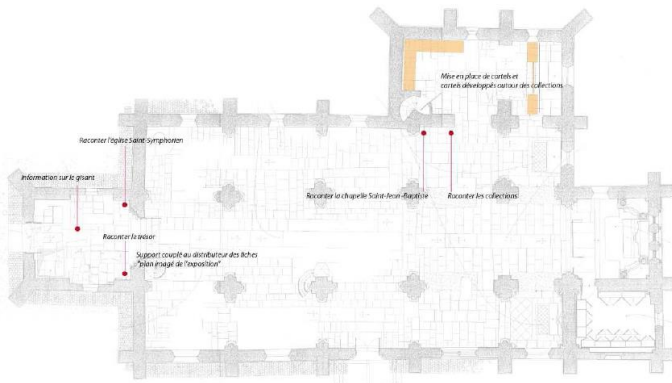 Mise en place de cartels et
cartels développés autour des collections
Raconter l'église Saint-Symphorien
Information sur le gisant
Raconter la chapelle Saint-Jean-Baptiste
Raconter les collections
Raconter le trésor
Support couplé au distributeur des fiches
"plan imagé de l'exposition"